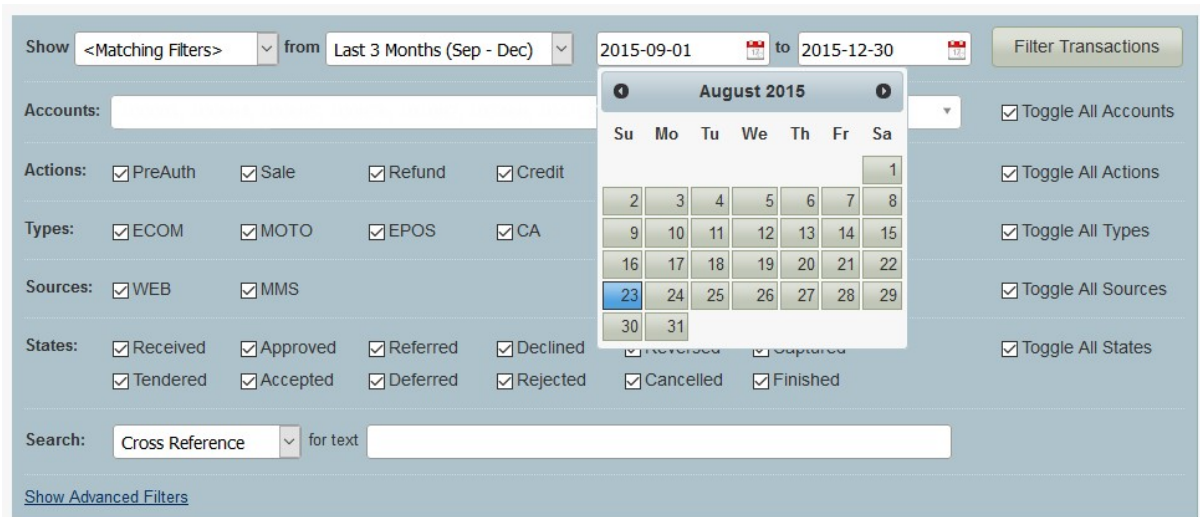 Show <Matching Filters> from Last 3 Months (Sep - Dec) 2015-09-01 to 2015-12-30 Filter Transactions
August 2015
Accounts: Toggle All Accounts
Su Mo Tu We Th Fr Sa
Actions: PreAuth Sale Refund Credit Toggle All Actions
1
2 3 4 5 6 7 8
Types: ECOM MOTO EPOS CA Toggle All Types
9 10 11 12 13 14 15
16 17 18 19 20 21 22
Sources: WEB MMS Toggle All Sources
23 24 25 26 27 28 29
30 31
States: Received Approved Referred Declined Reversed Captured Toggle All States
Tendered Accepted Deferred Rejected Cancelled Finished
Search: Cross Reference for text
Show Advanced Filters